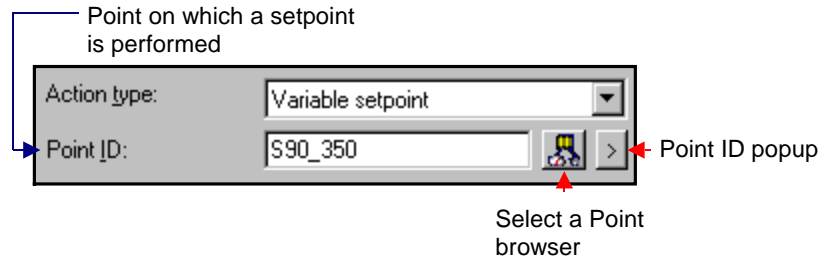 Point on which a setpoint
is performed
Action type:
Variable setpoint
Point ID:
S90_350
>
Point ID popup
Select a Point
browser